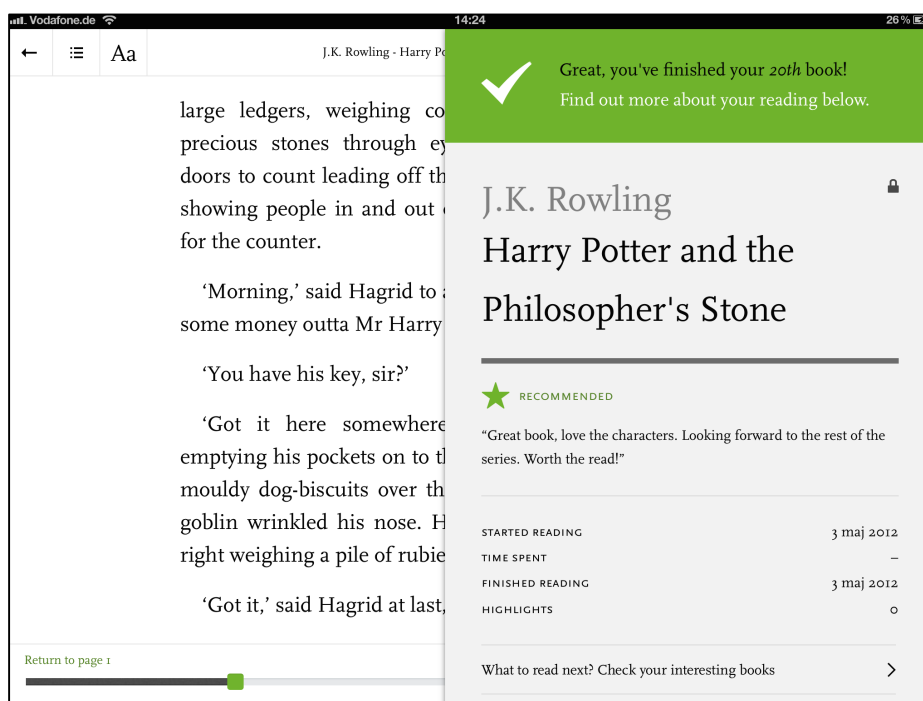 Vodafone.de
14:24
26 %
Aa
J.K. Rowling - Harry
large ledgers, weighing
precious stones through
doors to count leading off
showing people in and out
for the counter.
‘Morning,’ said Hagrid to
some money outta Mr Harry
‘You have his key, sir?’
‘Got it here somewhere
emptying his pockets on to
mouldy dog-biscuits over
goblin wrinkled his nose.
right weighing a pile of
‘Got it,’ said Hagrid at last,
Return to page 1
Great, you've finished your 20th book!
Find out more about your reading below.
J.K. Rowling
Harry Potter and the
Philosopher's Stone
RECOMMENDED
“Great book, love the characters. Looking forward to the rest of the
series. Worth the read!”
STARTED READING 3 maj 2012
TIME SPENT –
FINISHED READING 3 maj 2012
HIGHLIGHTS 0
What to read next? Check your interesting books